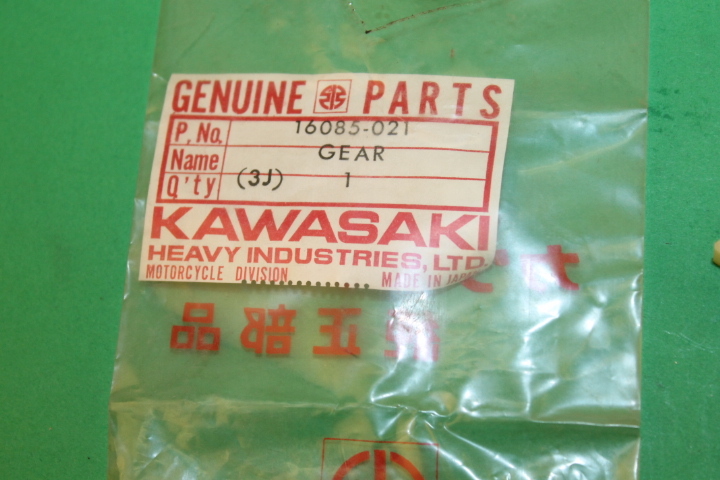 GENUINE PARTS
P. No. 16085-021
Name GEAR
Q'ty (3J) 1
KAWASAKI
HEAVY INDUSTRIES, LTD.
MOTORCYCLE DIVISION MADE IN JAPAN
純正部品